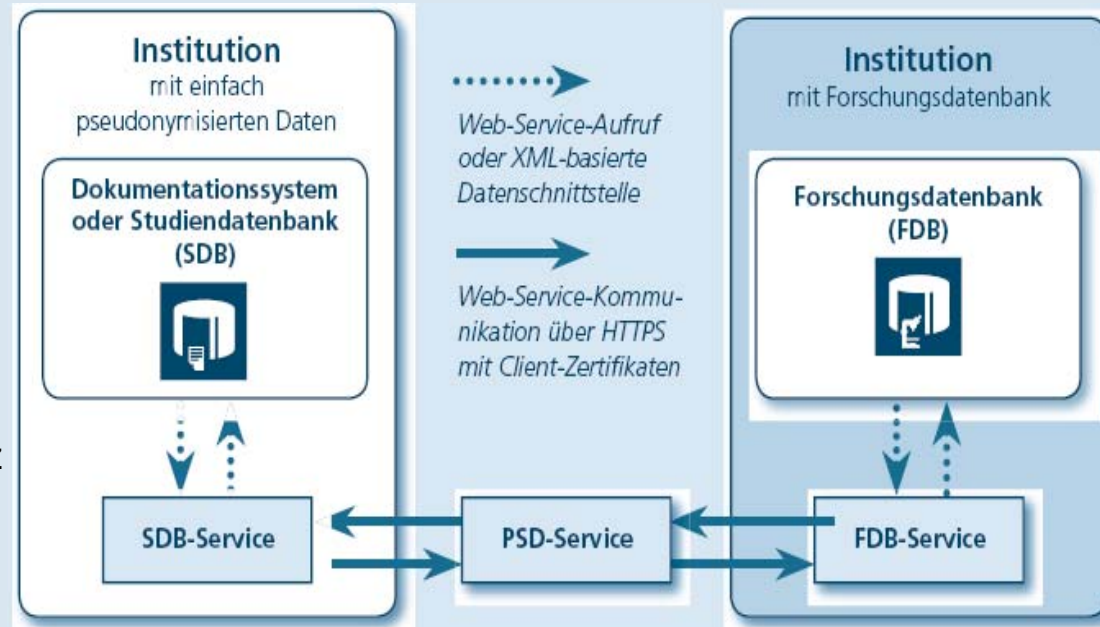 Institution
mit einfach
pseudonymisierten Daten
Dokumentationssystem
oder Studiendatenbank
(SDB)
SDB-Service
Web-Service-Aufruf
oder XML-basierte
Datenschnittstelle
Web-Service-Kommu-
nikation über HTTPS
mit Client-Zertifikaten
PSD-Service
Institution
mit Forschungsdatenbank
Forschungsdatenbank
(FDB)
FDB-Service